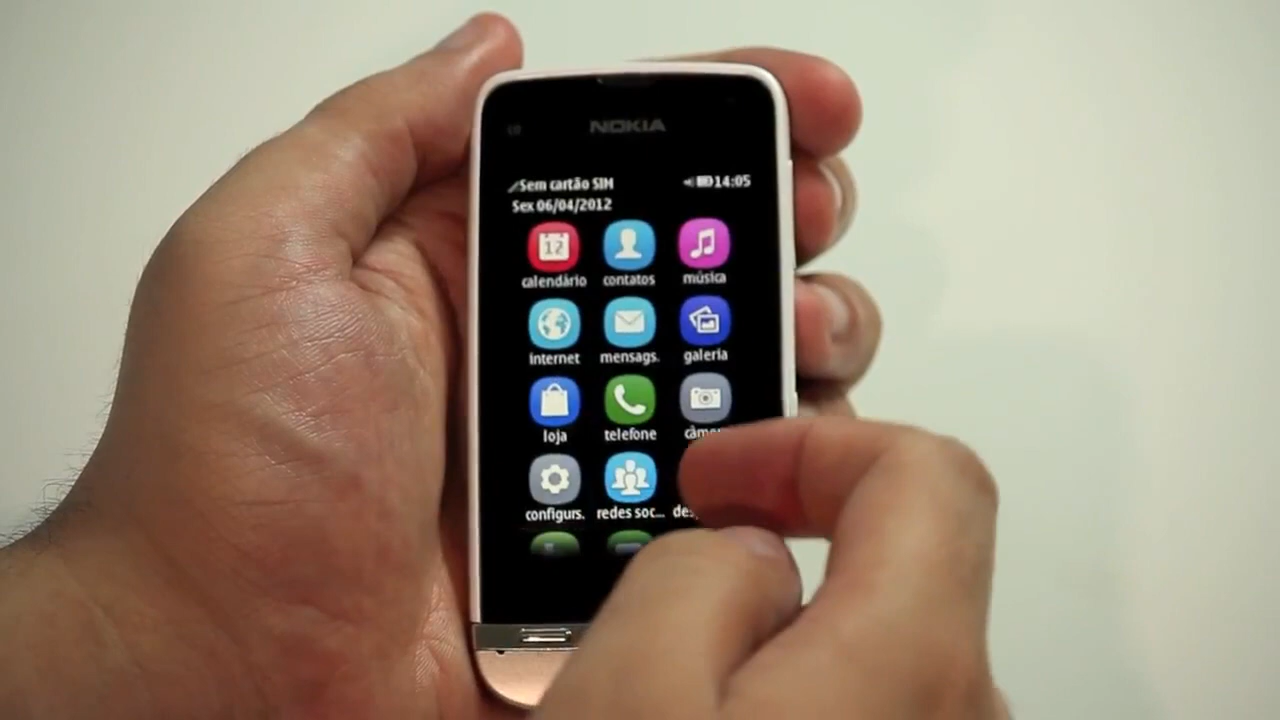 NOKIA
Sem cartão SIM 14:05
Sex 06/04/2012
12
calendário contatos música
internet mensags. galeria
loja telefone
configurs. redes soc...